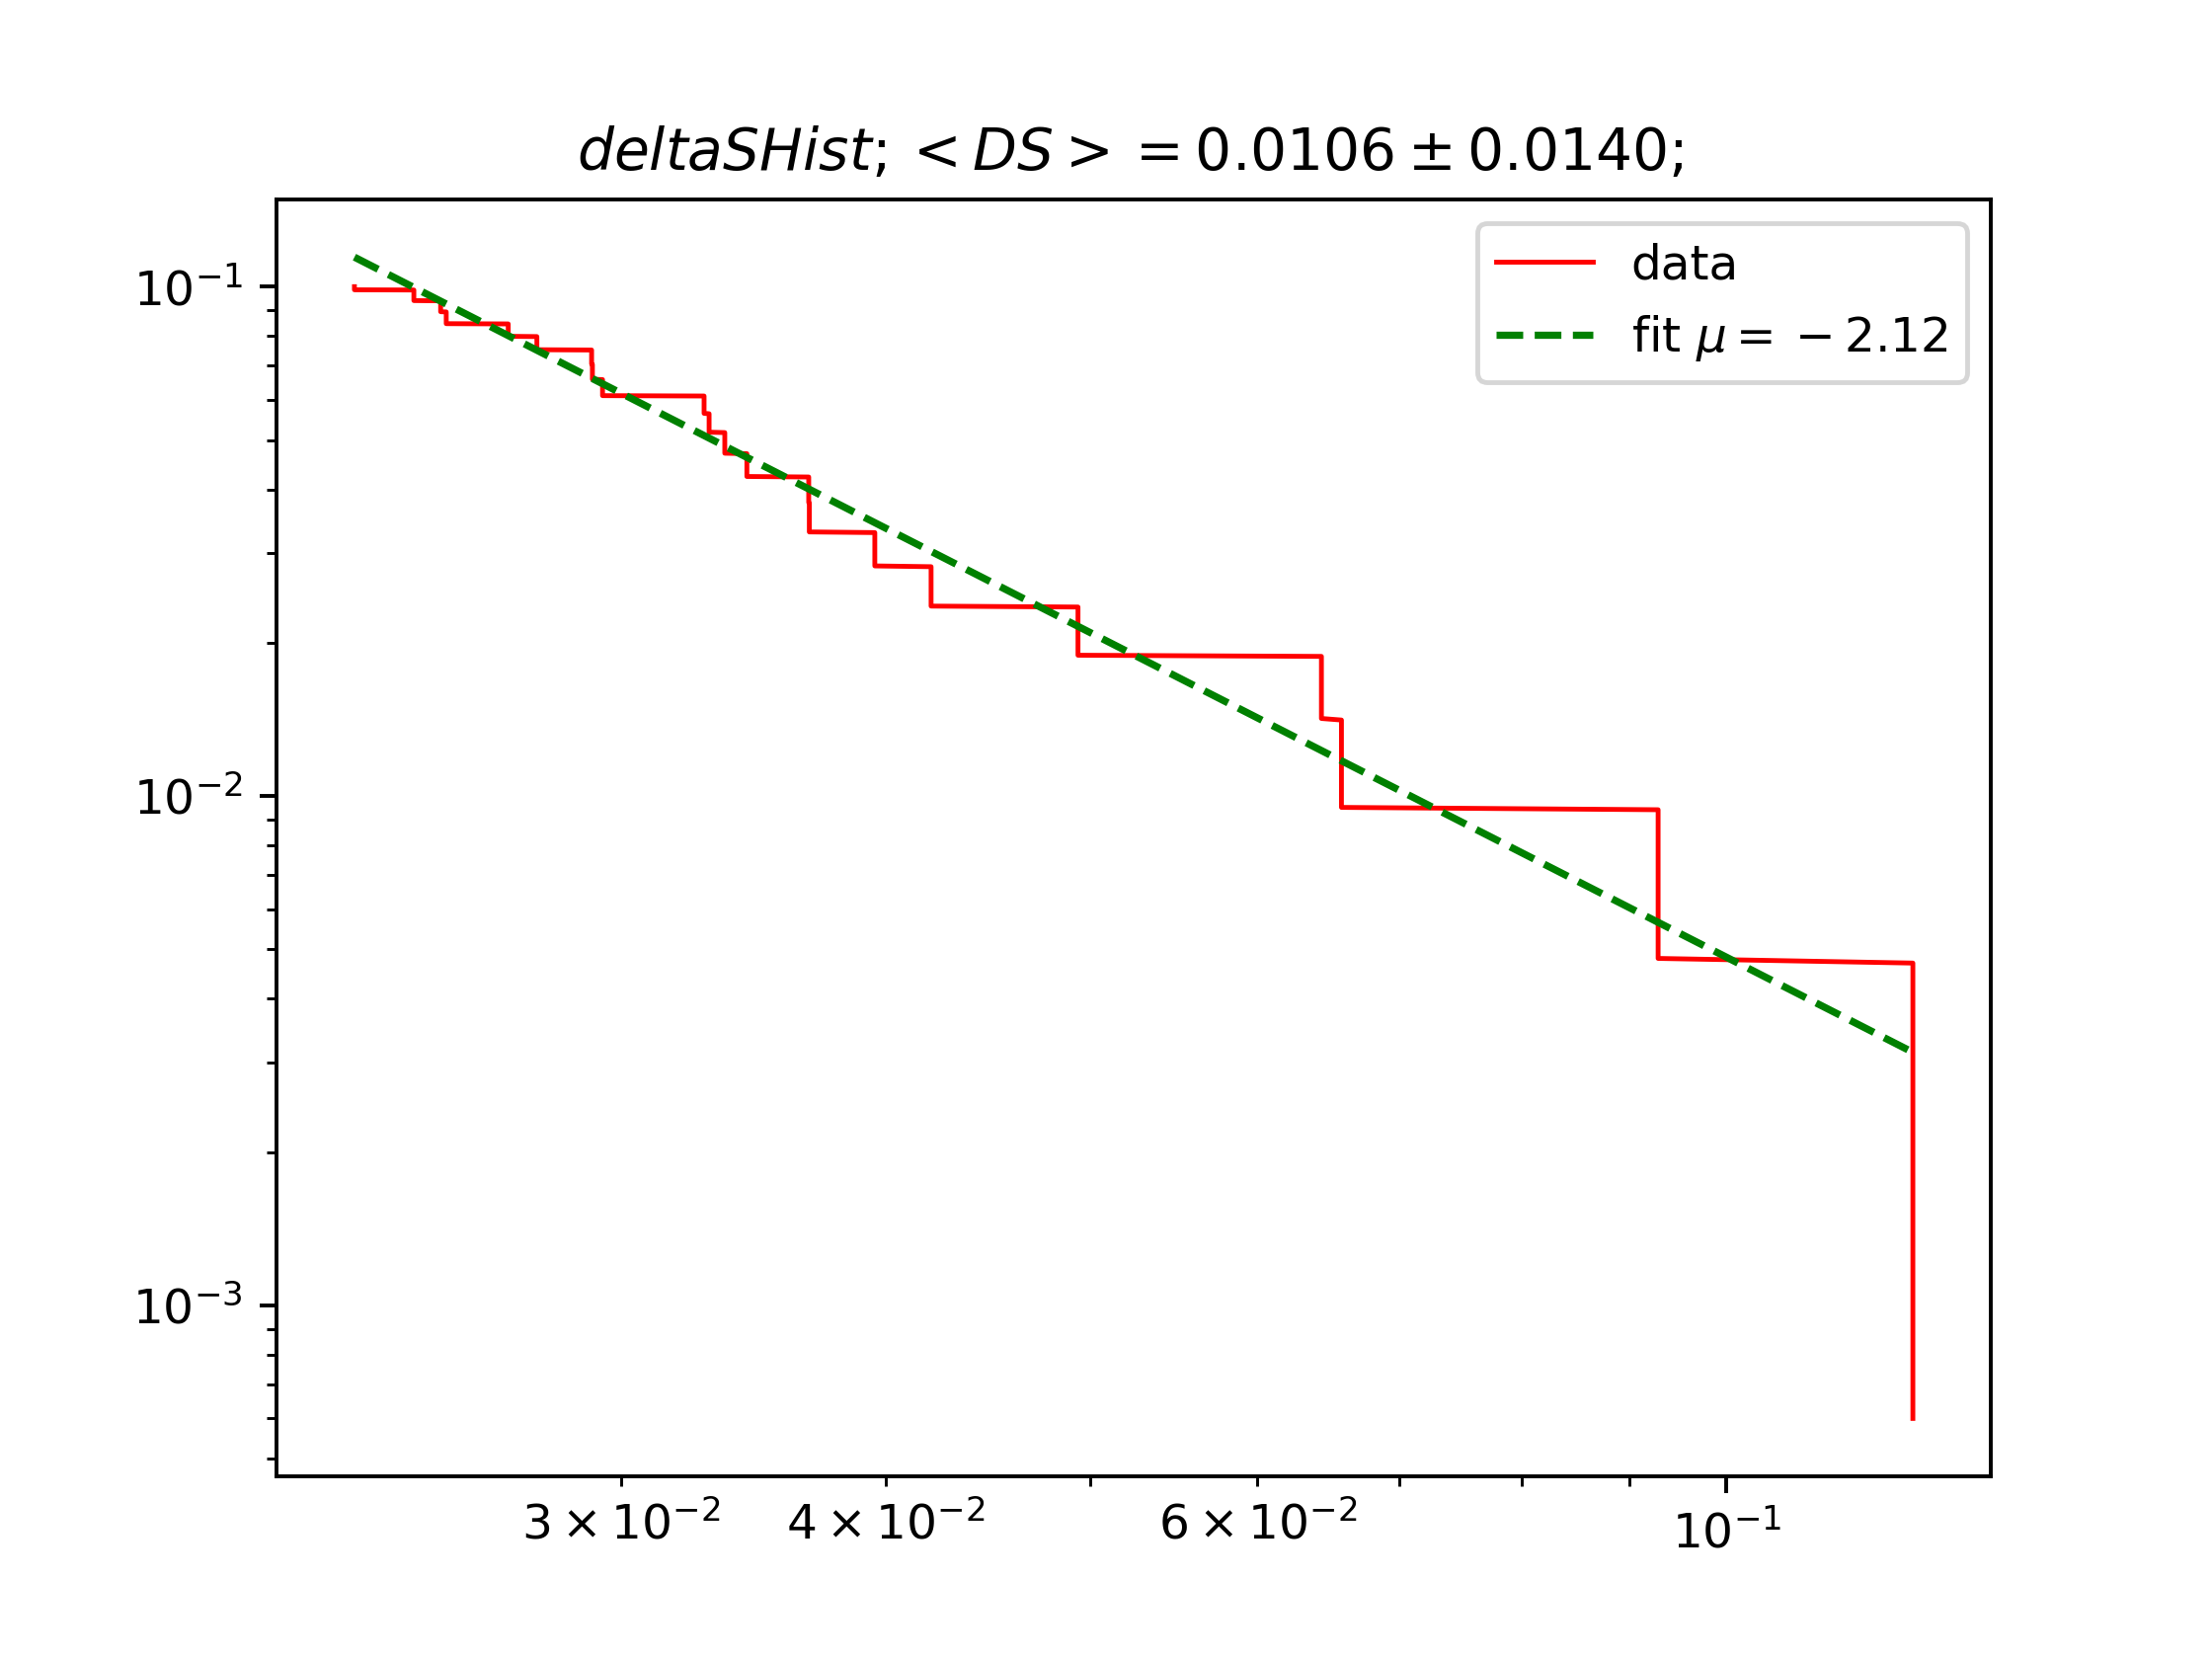 deltaSHist; < DS > = 0.0106 ± 0.0140;
data
fit μ = −2.12
10⁻¹
10⁻²
10⁻³
3 × 10⁻² 4 × 10⁻² 6 × 10⁻² 10⁻¹